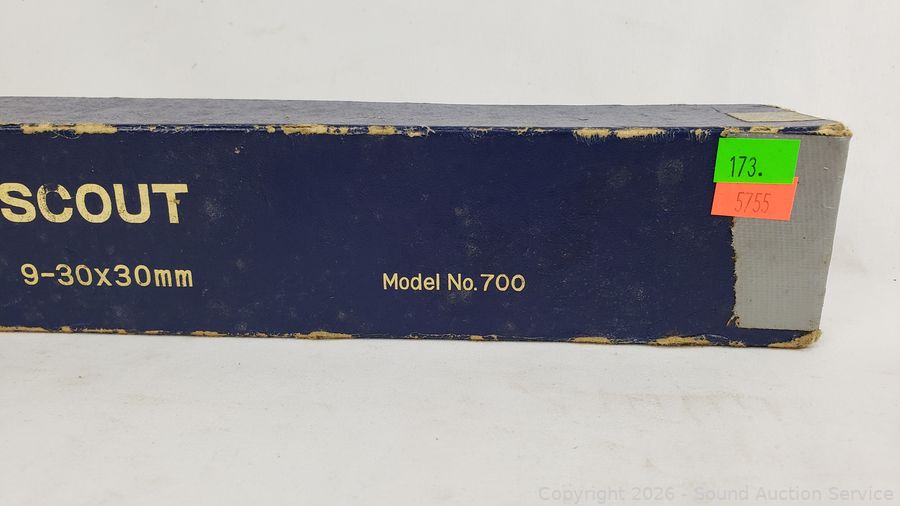 SCOUT
9-30x30mm
Model No.700
173.
5755
Copyright 2026 - Sound Auction Service